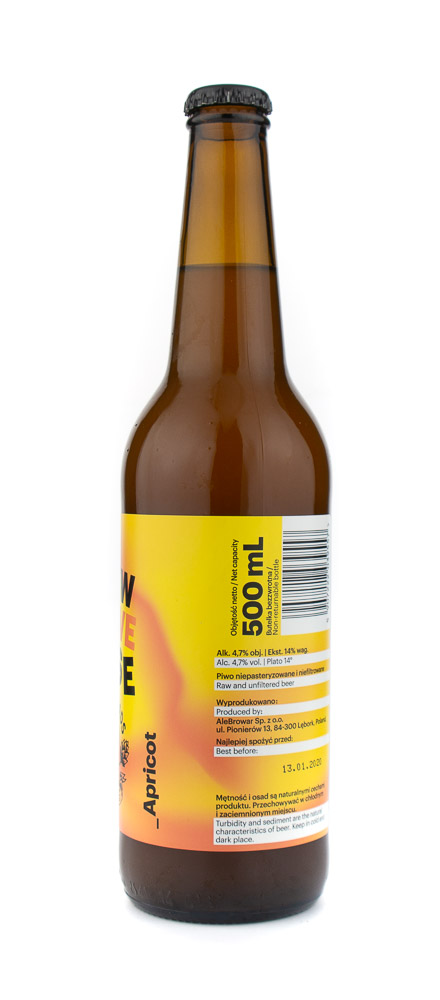 _Apricot
Objętość netto / Net capacity
500 mL
Butelka bezzwrotna /
Non-returnable bottle
Alk. 4,7% obj. | Ekst. 14% wag.
Alc. 4,7% vol. | Plato 14°
Piwo niepasteryzowane i niefiltrowane
Raw and unfiltered beer
Wyprodukowano:
Produced by:
AleBrowar Sp. z o.o.
ul. Pionierów 13, 84-300 Lębork, Poland
Najlepiej spożyć przed:
Best before:
13.01.2020
Mętność i osad są naturalnymi cechami
produktu. Przechowywać w chłodnym
i zaciemnionym miejscu.
Turbidity and sediment are the natural
characteristics of beer. Keep in cold and
dark place.